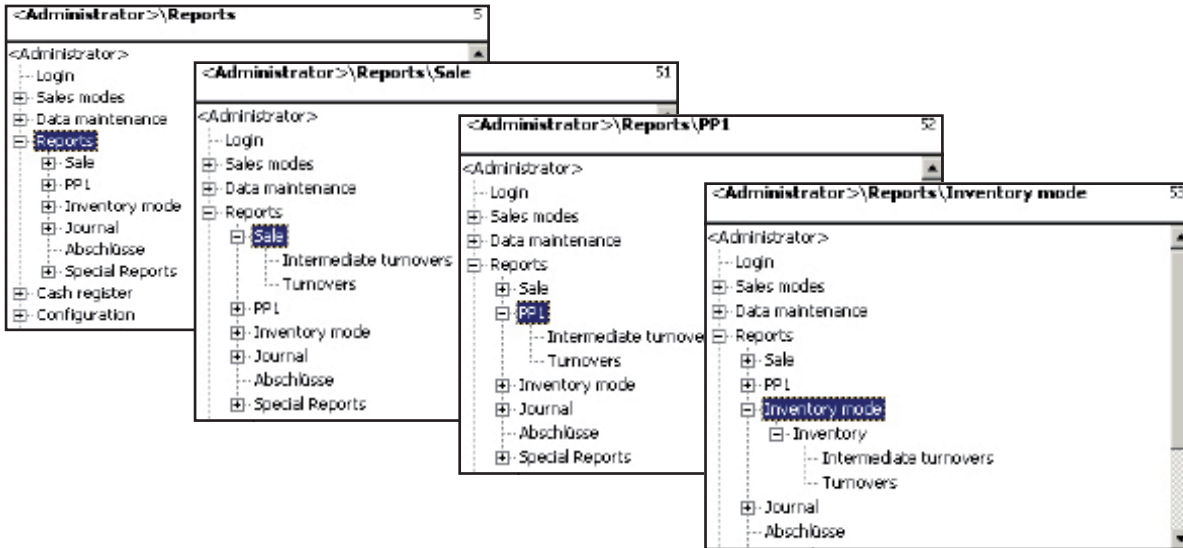 <Administrator>\Reports 5
<Administrator>
Login
Sales modes
Data maintenance
Reports
Sale
PP1
Inventory mode
Journal
Abschlüsse
Special Reports
Cash register
Configuration
<Administrator>\Reports\Sale 51
<Administrator>
Login
Sales modes
Data maintenance
Reports
Sale
Intermediate turnovers
Turnovers
PP1
Inventory mode
Journal
Abschlüsse
Special Reports
<Administrator>\Reports\PP1 52
<Administrator>
Login
Sales modes
Data maintenance
Reports
Sale
PP1
Intermediate turnove
Turnovers
Inventory mode
Journal
Abschlüsse
Special Reports
<Administrator>\Reports\Inventory mode 53
<Administrator>
Login
Sales modes
Data maintenance
Reports
Sale
PP1
Inventory mode
Inventory
Intermediate turnovers
Turnovers
Journal
Abschlüsse